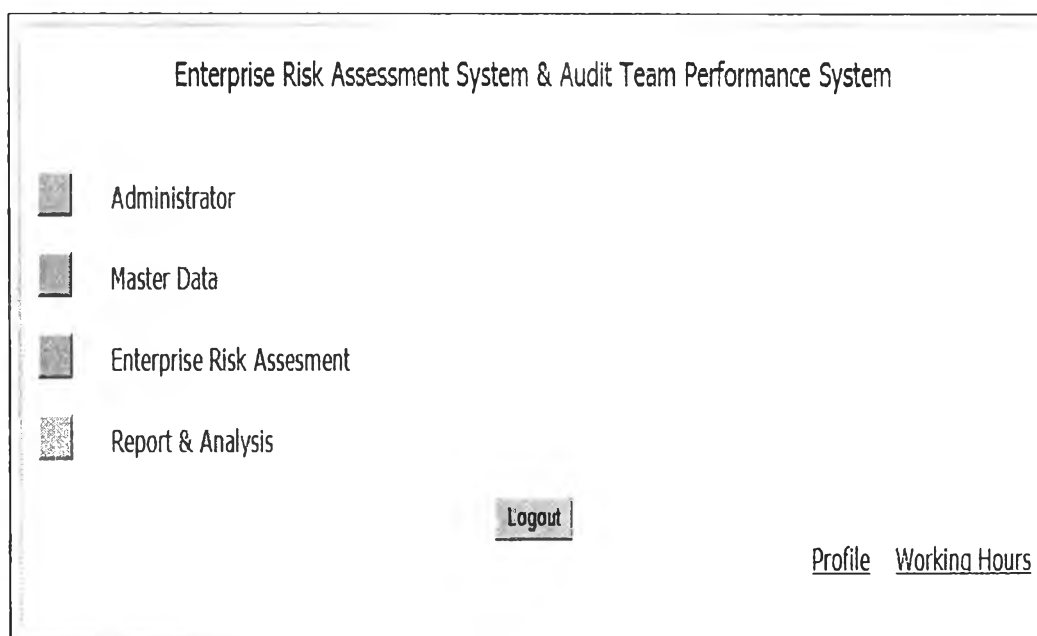 Enterprise Risk Assessment System & Audit Team Performance System
Administrator
Master Data
Enterprise Risk Assesment
Report & Analysis
Logout
Profile Working Hours